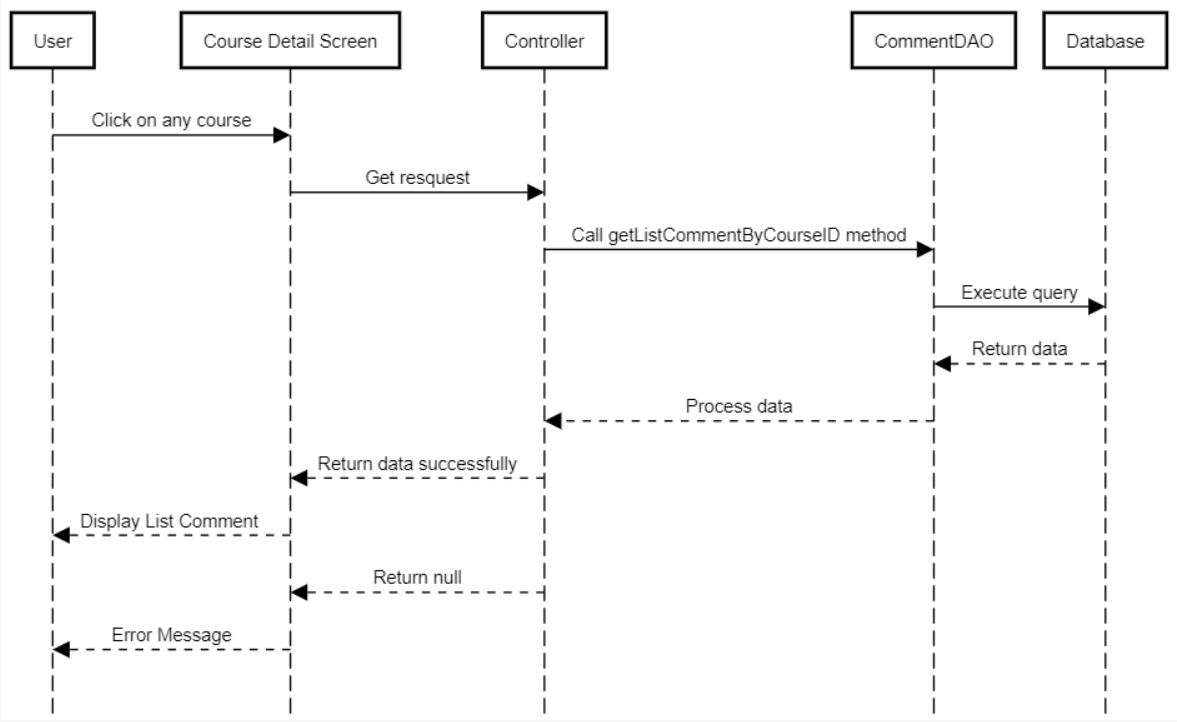 User
Course Detail Screen
Controller
CommentDAO
Database
Click on any course
Get resquest
Call getListCommentByCourseID method
Execute query
Return data
Process data
Return data successfully
Display List Comment
Return null
Error Message